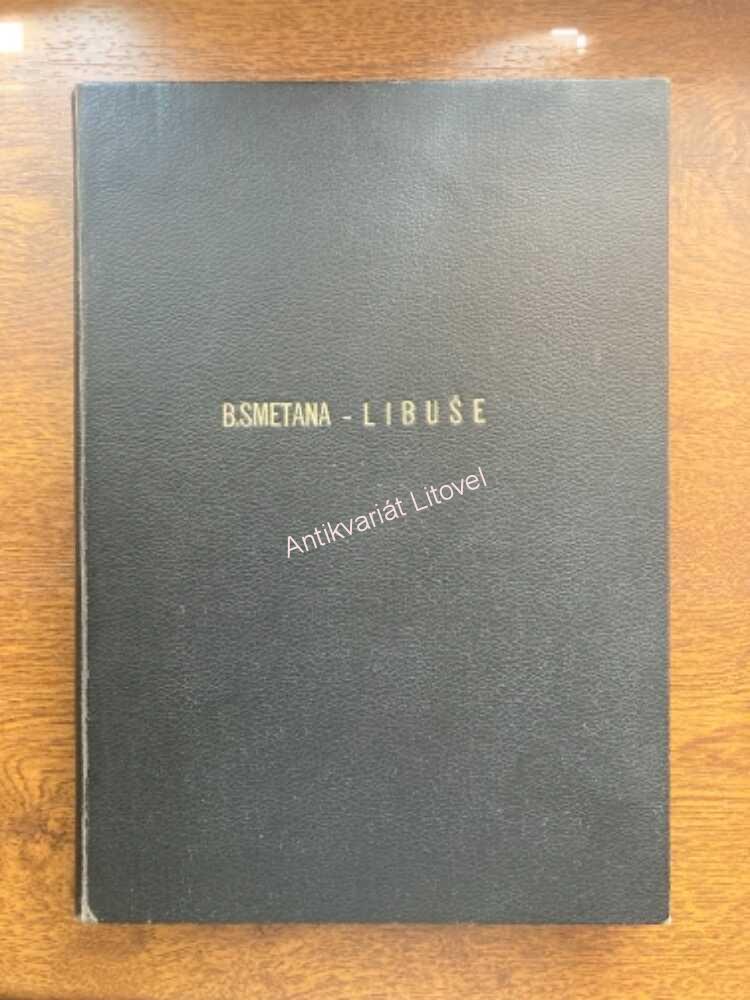 B.SMETANA - LIBUŠE
Antikvariát Litovel